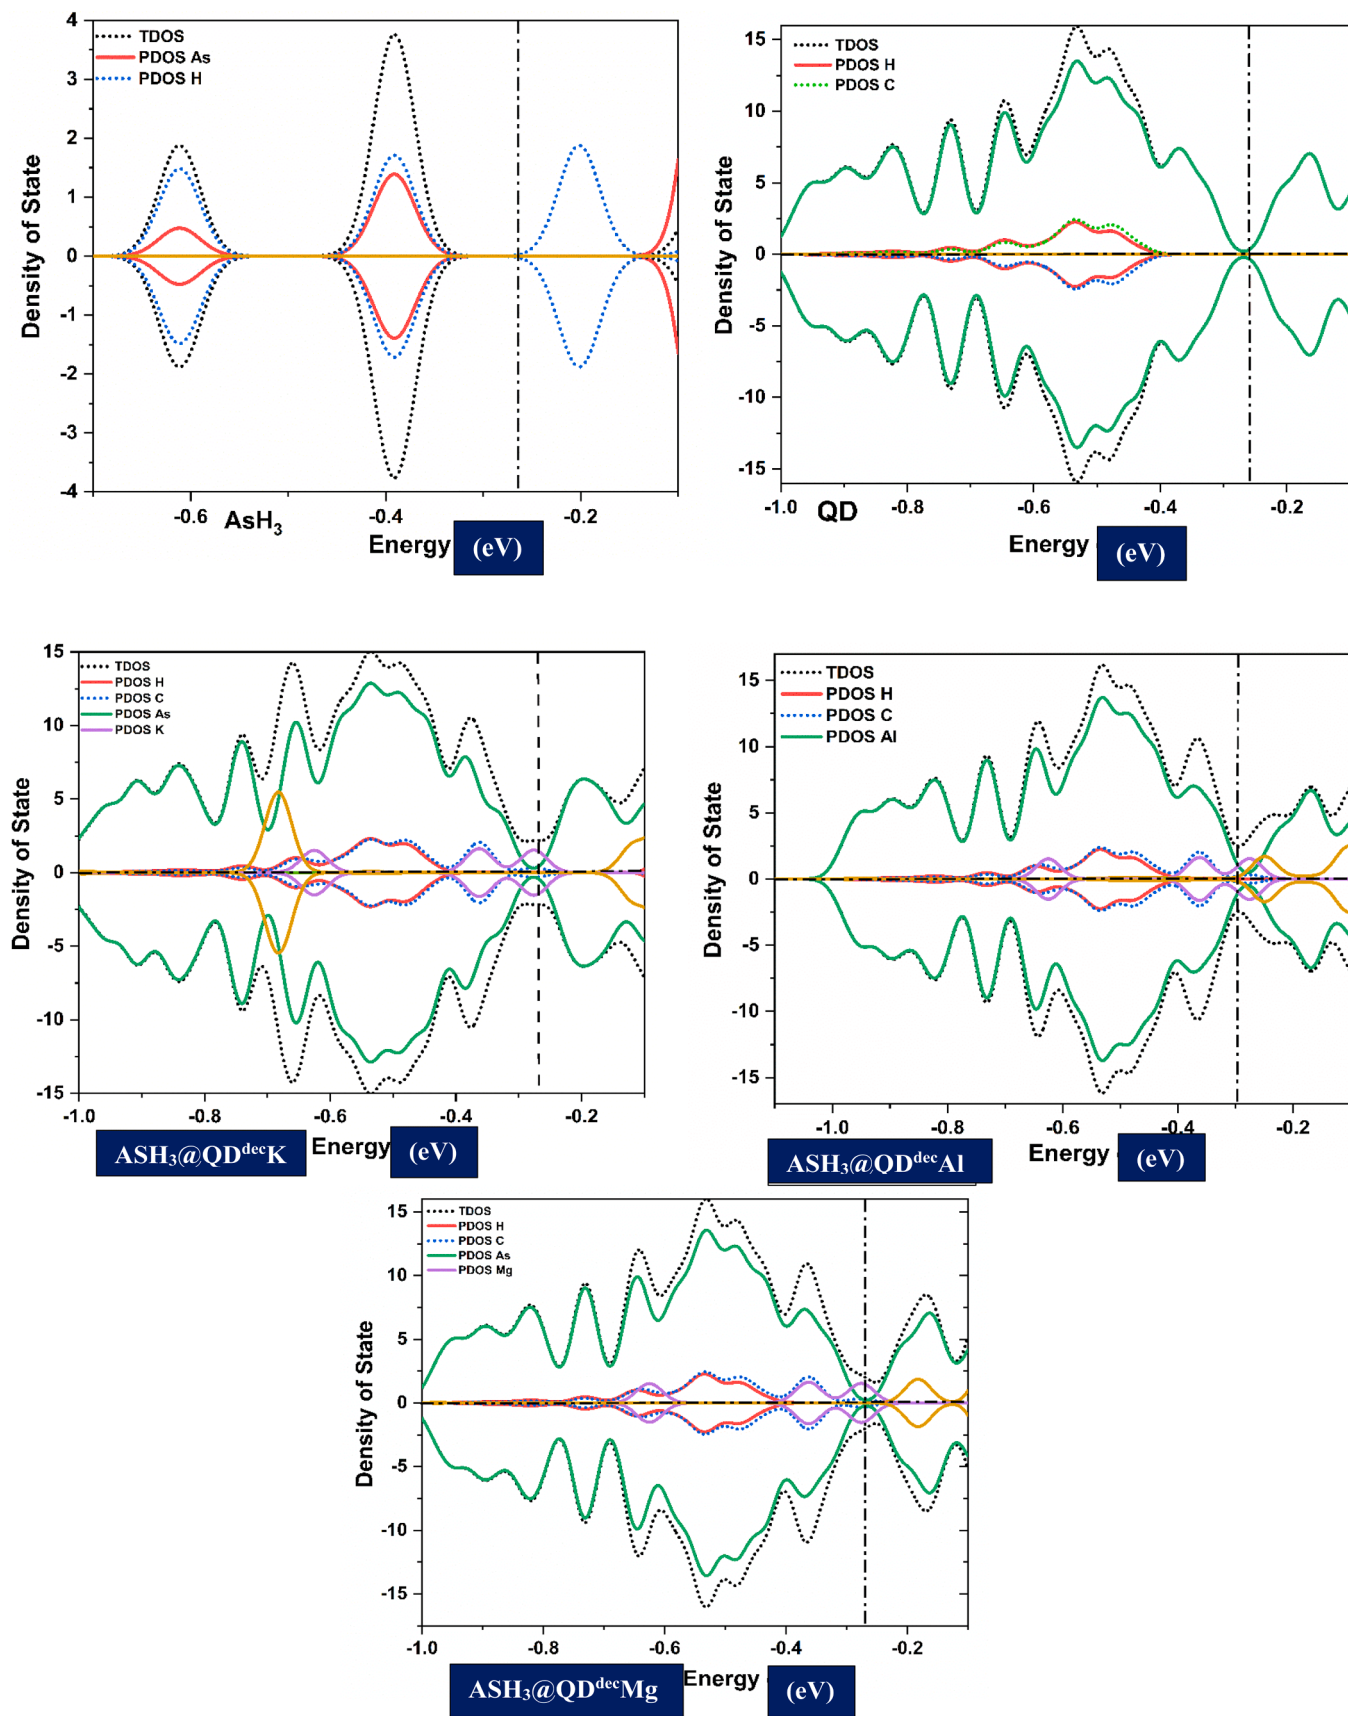 4
3
2
1
0
-1
-2
-3
-4
Density of State
TDOS
PDOS As
PDOS H
-0.6
-0.4
-0.2
AsH₃
Energy
(eV)
15
10
5
0
-5
-10
-15
Density of State
TDOS
PDOS H
PDOS C
-1.0
-0.8
-0.6
-0.4
-0.2
QD
Energy
(eV)
15
10
5
0
-5
-10
-15
Density of State
TDOS
PDOS H
PDOS C
PDOS As
PDOS K
-1.0
-0.8
-0.6
-0.4
-0.2
ASH₃@QDᵈᵉᶜK
Energy
(eV)
15
10
5
0
-5
-10
-15
Density of State
TDOS
PDOS H
PDOS C
PDOS Al
-1.0
-0.8
-0.6
-0.4
-0.2
ASH₃@QDᵈᵉᶜAl
Energy
(eV)
15
10
5
0
-5
-10
-15
Density of State
TDOS
PDOS H
PDOS C
PDOS As
PDOS Mg
-1.0
-0.8
-0.6
-0.4
-0.2
ASH₃@QDᵈᵉᶜMg
Energy
(eV)